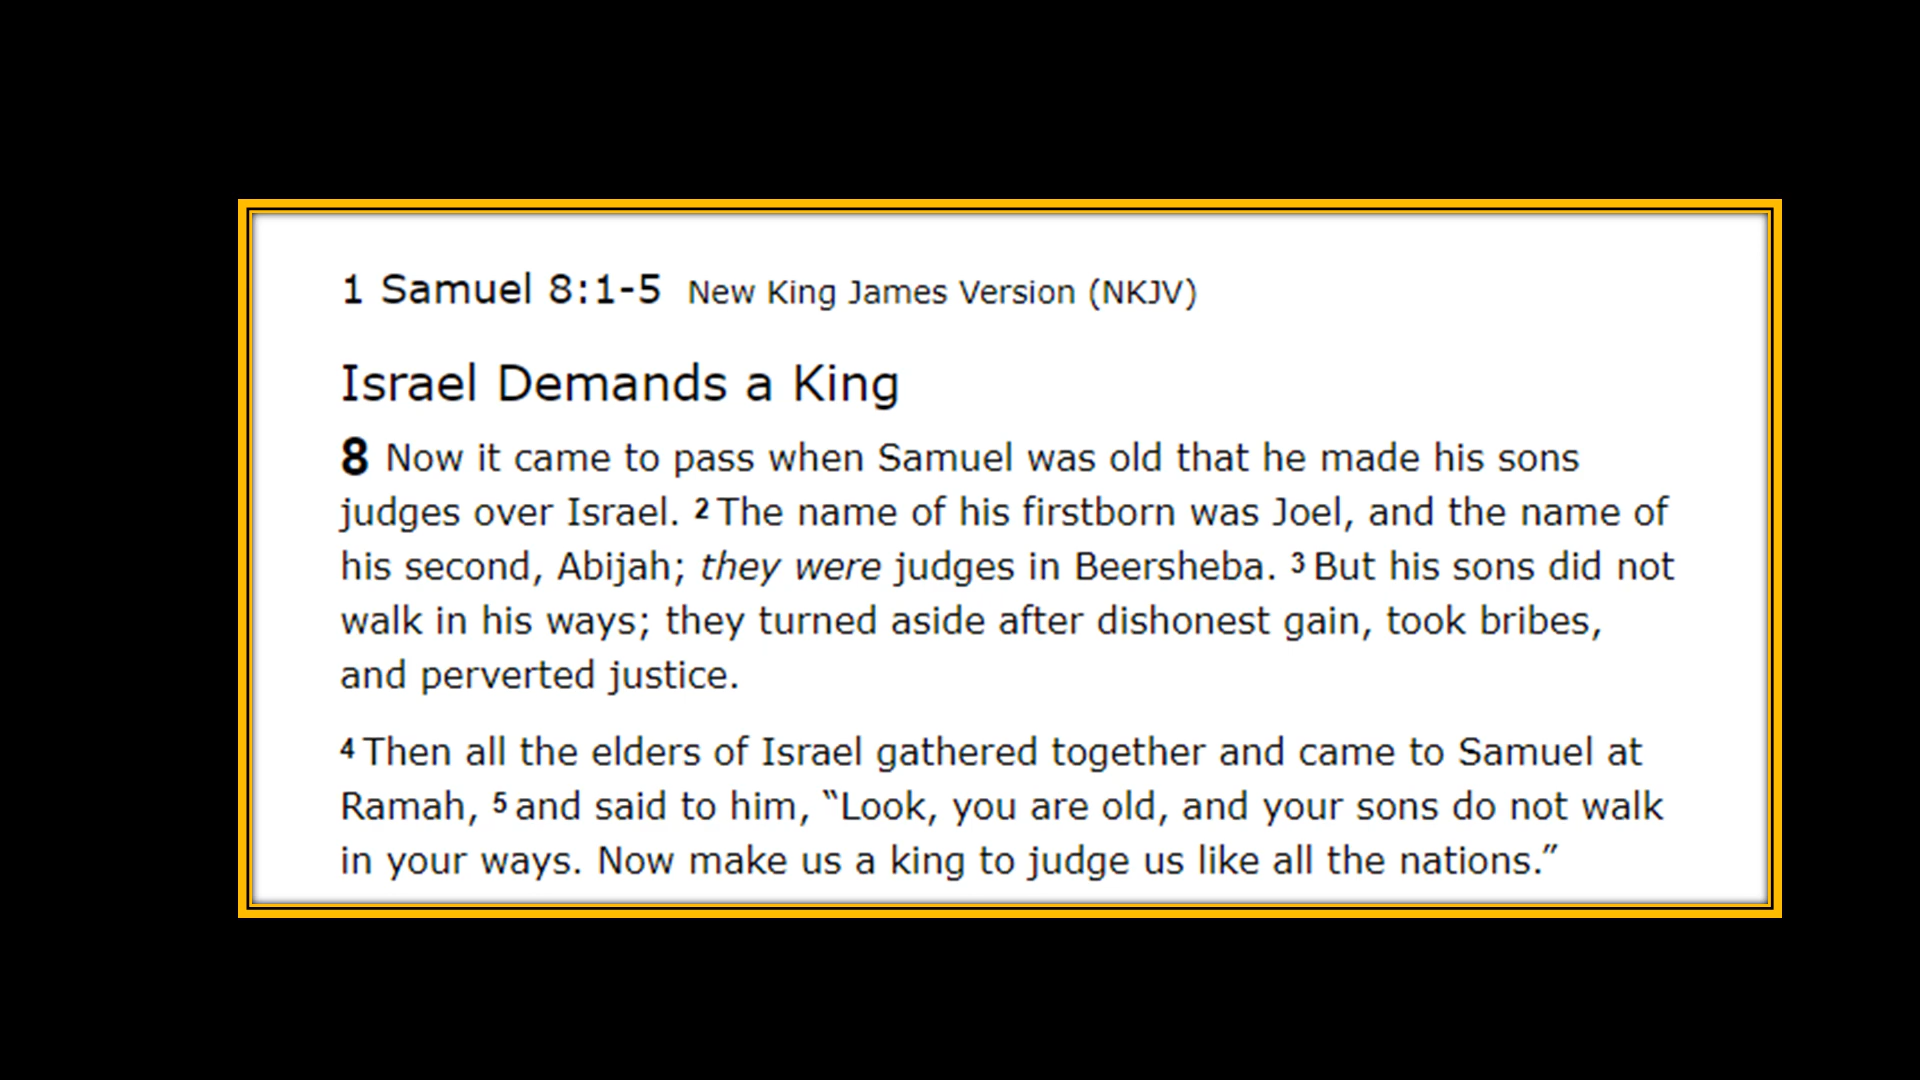 1 Samuel 8:1-5 New King James Version (NKJV)
Israel Demands a King
8 Now it came to pass when Samuel was old that he made his sons
judges over Israel. 2 The name of his firstborn was Joel, and the name of
his second, Abijah; they were judges in Beersheba. 3 But his sons did not
walk in his ways; they turned aside after dishonest gain, took bribes,
and perverted justice.
4 Then all the elders of Israel gathered together and came to Samuel at
Ramah, 5 and said to him, “Look, you are old, and your sons do not walk
in your ways. Now make us a king to judge us like all the nations.”